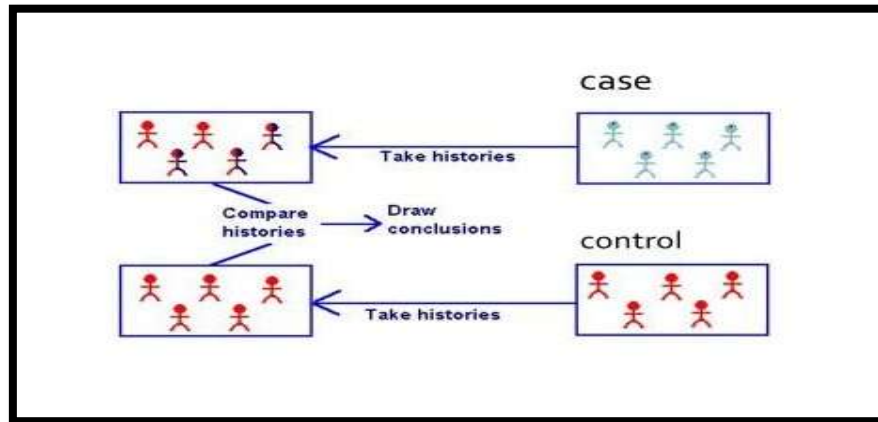 case
Take histories
Compare
histories
Draw
conclusions
control
Take histories